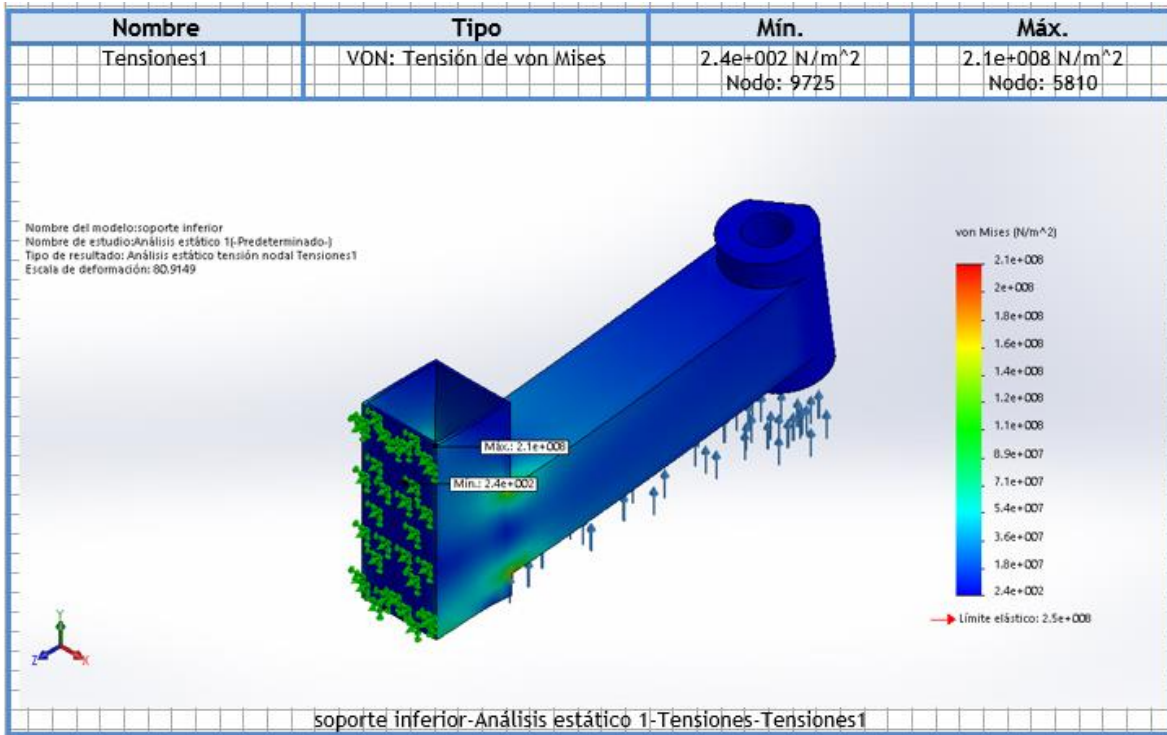 Nombre Tipo Mín. Máx.
Tensiones1 VON: Tensión de von Mises 2.4e+002 N/m^2 2.1e+008 N/m^2
Nodo: 9725 Nodo: 5810
Nombre del modelo:soporte inferior
Nombre de estudio:Análisis estático 1(-Predeterminado-)
Tipo de resultado: Análisis estático tensión nodal Tensiones1
Escala de deformación: 80.9149
von Mises (N/m^2)
2.1e+008
2e+008
1.8e+008
1.6e+008
1.4e+008
1.2e+008
1.1e+008
8.9e+007
7.1e+007
5.4e+007
3.6e+007
1.8e+007
2.4e+002
Límite elástico: 2.5e+008
Máx.: 2.1e+008
Mín.: 2.4e+002
Y
Z X
soporte inferior-Análisis estático 1-Tensiones-Tensiones1